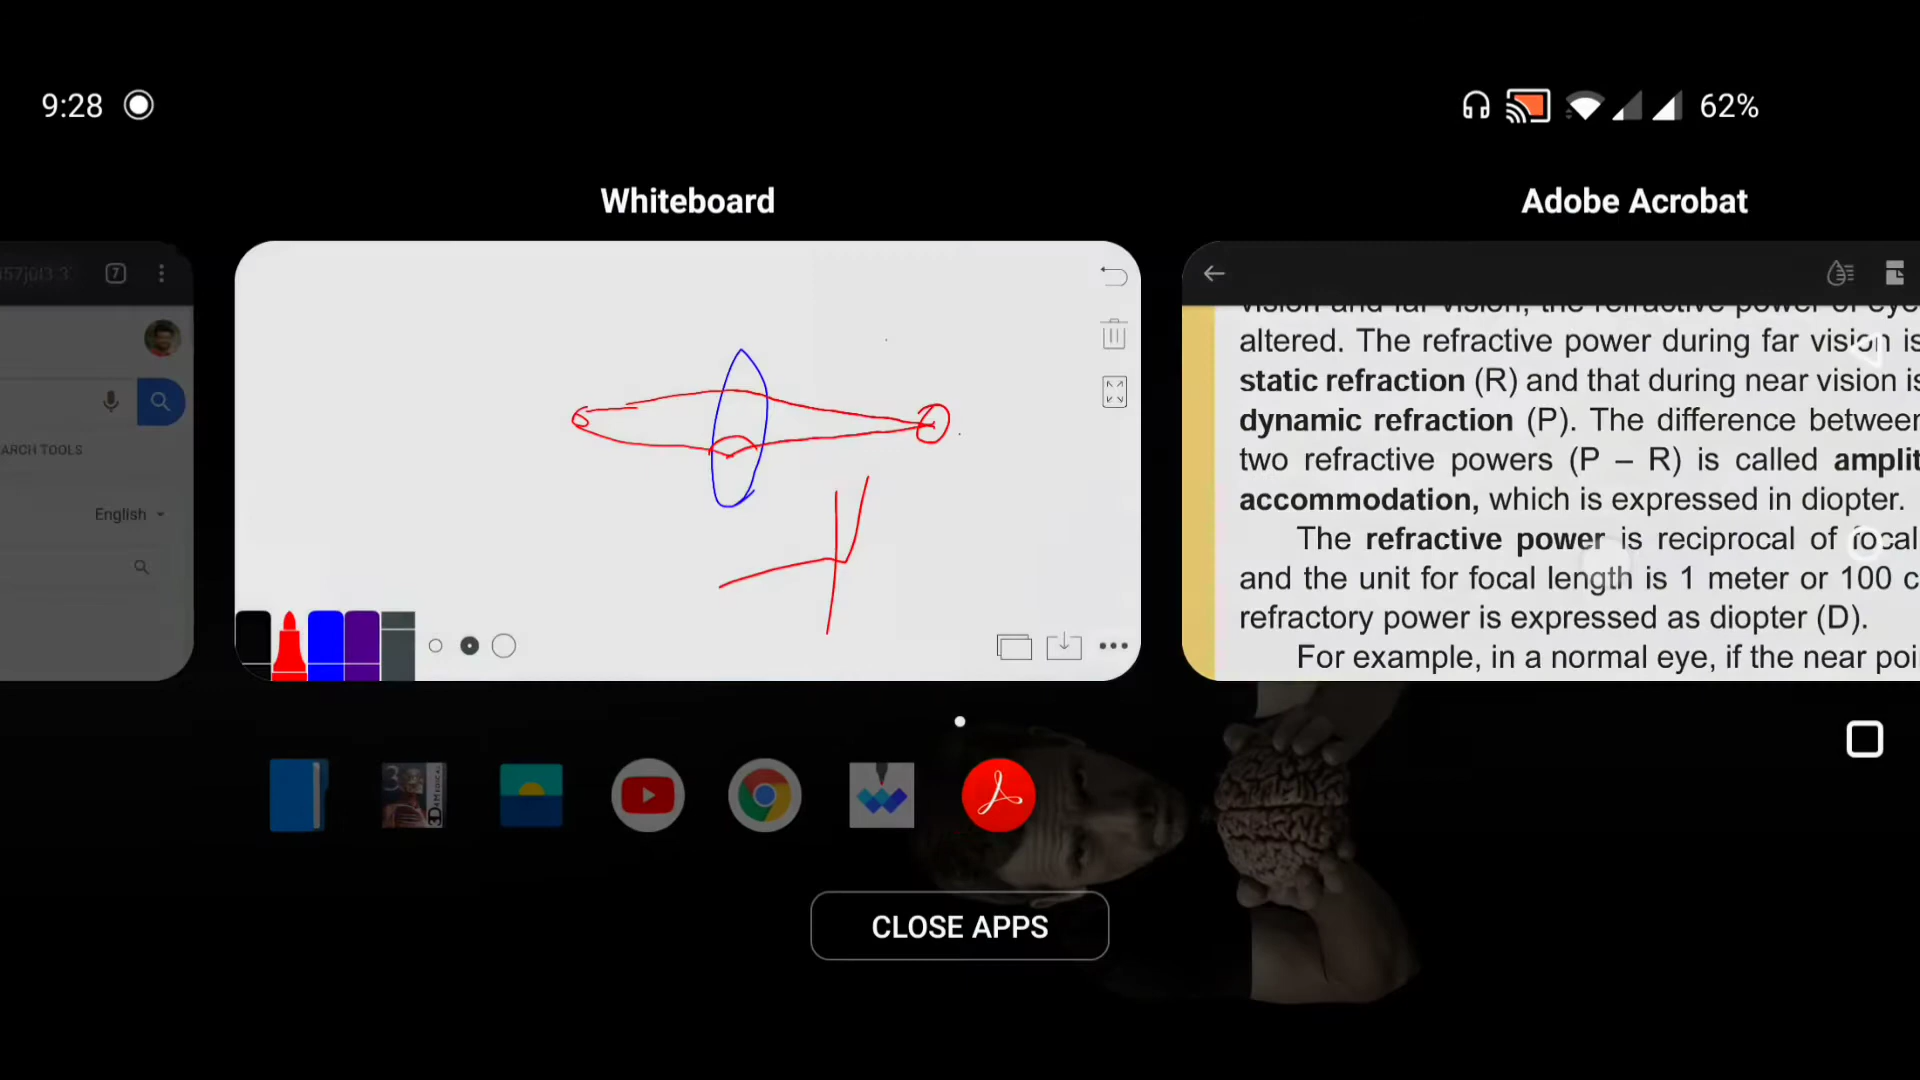 9:28
62%
Whiteboard
Adobe Acrobat
7
ARCH TOOLS
English
altered. The refractive power during far vision is
static refraction (R) and that during near vision is
dynamic refraction (P). The difference between
two refractive powers (P – R) is called amplit
accommodation, which is expressed in diopter.
The refractive power is reciprocal of focal
and the unit for focal length is 1 meter or 100 c
refractory power is expressed as diopter (D).
For example, in a normal eye, if the near poi
CLOSE APPS